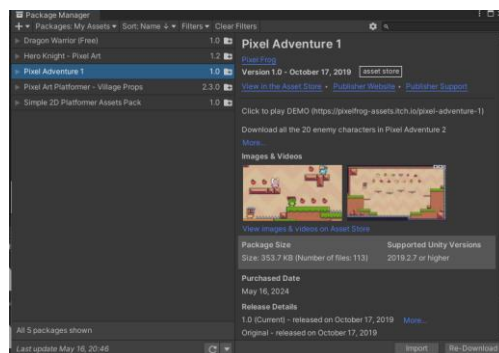 Package Manager
+ Packages: My Assets Sort: Name ↓ Filters Clear Filters
Dragon Warrior (Free) 1.0
Hero Knight - Pixel Art 1.2
Pixel Adventure 1 1.0
Pixel Art Platformer - Village Props 2.3.0
Simple 2D Platformer Assets Pack 1.0
All 5 packages shown
Last update May 16, 20:46
Pixel Adventure 1
Pixel Frog
Version 1.0 - October 17, 2019 asset store
View in the Asset Store • Publisher Website • Publisher Support
Click to play DEMO (https://pixelfrog-assets.itch.io/pixel-adventure-1)
Download all the 20 enemy characters in Pixel Adventure 2
More...
Images & Videos
View images & videos on Asset Store
Package Size Supported Unity Versions
Size: 353.7 KB (Number of files: 113) 2019.2.7 or higher
Purchased Date
May 16, 2024
Release Details
1.0 (Current) - released on October 17, 2019 More...
Original - released on October 17, 2019
Import Re-Download